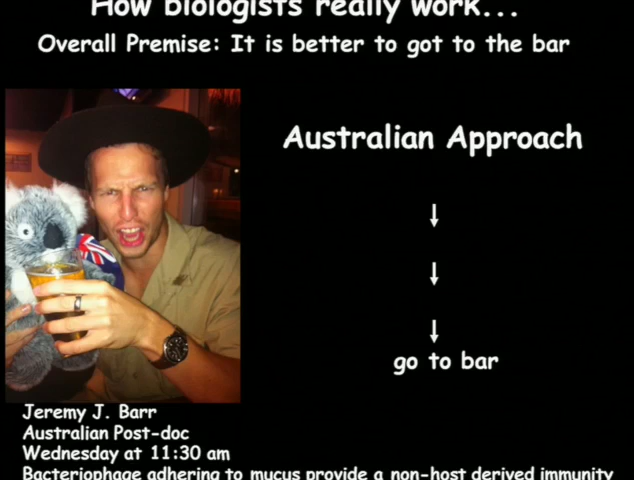 How biologists really work...
Overall Premise: It is better to got to the bar
Australian Approach
↓
↓
↓
go to bar
Jeremy J. Barr
Australian Post-doc
Wednesday at 11:30 am
Bacteriophage adhering to mucus provide a non-host derived immunity